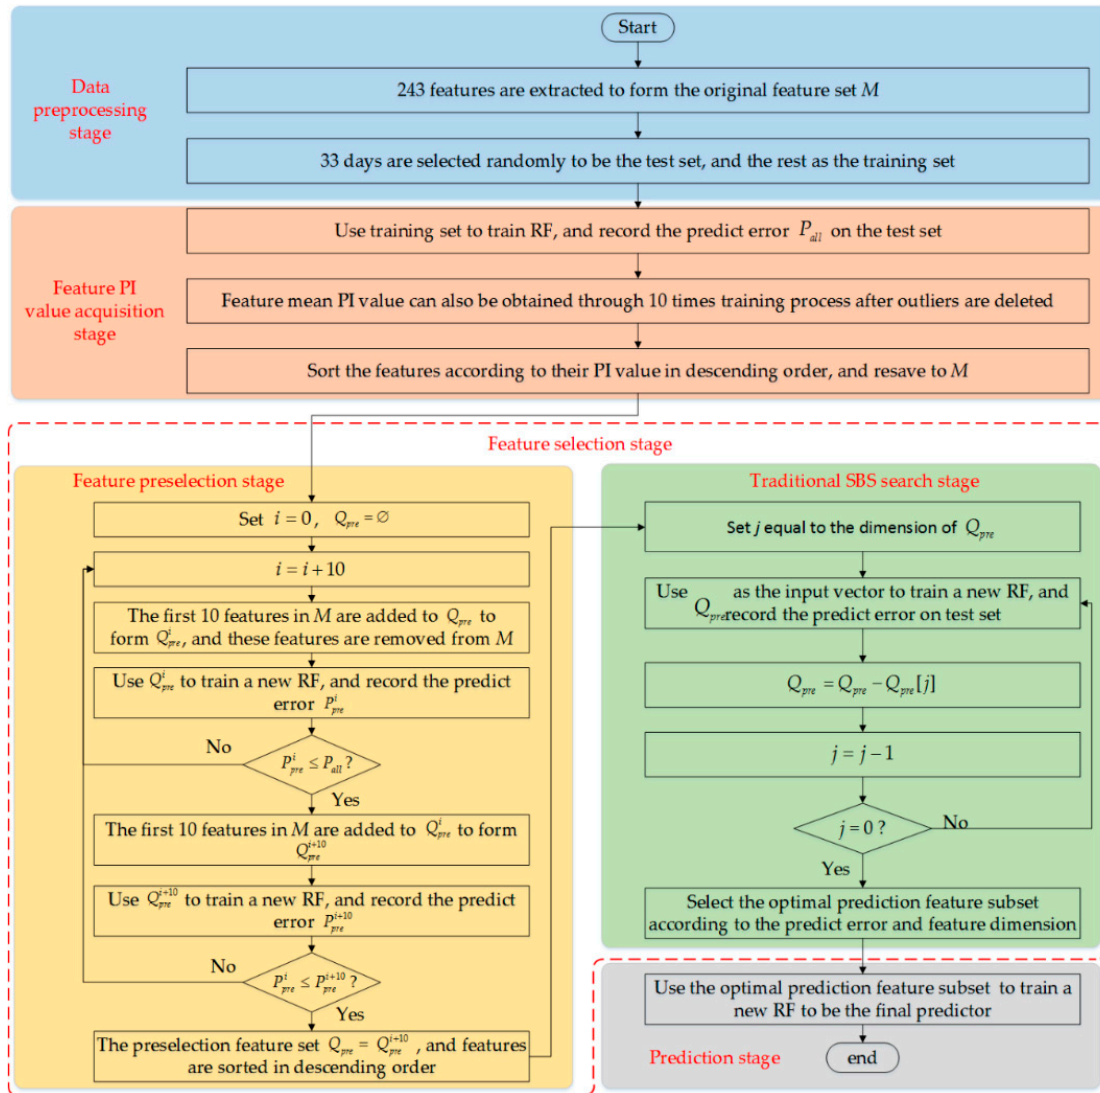 Start
Data
preprocessing
stage
243 features are extracted to form the original feature set M
33 days are selected randomly to be the test set, and the rest as the training set
Feature PI
value acquisition
stage
Use training set to train RF, and record the predict error P_all on the test set
Feature mean PI value can also be obtained through 10 times training process after outliers are deleted
Sort the features according to their PI value in descending order, and resave to M
Feature selection stage
Feature preselection stage
Set i = 0, Q_pre = ∅
i = i + 10
The first 10 features in M are added to Q_pre to
form Q_pre^i, and these features are removed from M
Use Q_pre^i to train a new RF, and record the predict
error P_pre^i
No
P_pre^i ≤ P_all ?
Yes
The first 10 features in M are added to Q_pre^i to form
Q_pre^{i+10}
Use Q_pre^{i+10} to train a new RF, and record the predict
error P_pre^{i+10}
No
P_pre^i ≤ P_pre^{i+10} ?
Yes
The preselection feature set Q_pre = Q_pre^{i+10}, and features
are sorted in descending order
Traditional SBS search stage
Set j equal to the dimension of Q_pre
Use Q_pre as the input vector to train a new RF, and
record the predict error on test set
Q_pre = Q_pre − Q_pre[j]
j = j − 1
j = 0 ?
No
Yes
Select the optimal prediction feature subset
according to the predict error and feature dimension
Use the optimal prediction feature subset to train a
new RF to be the final predictor
Prediction stage
end